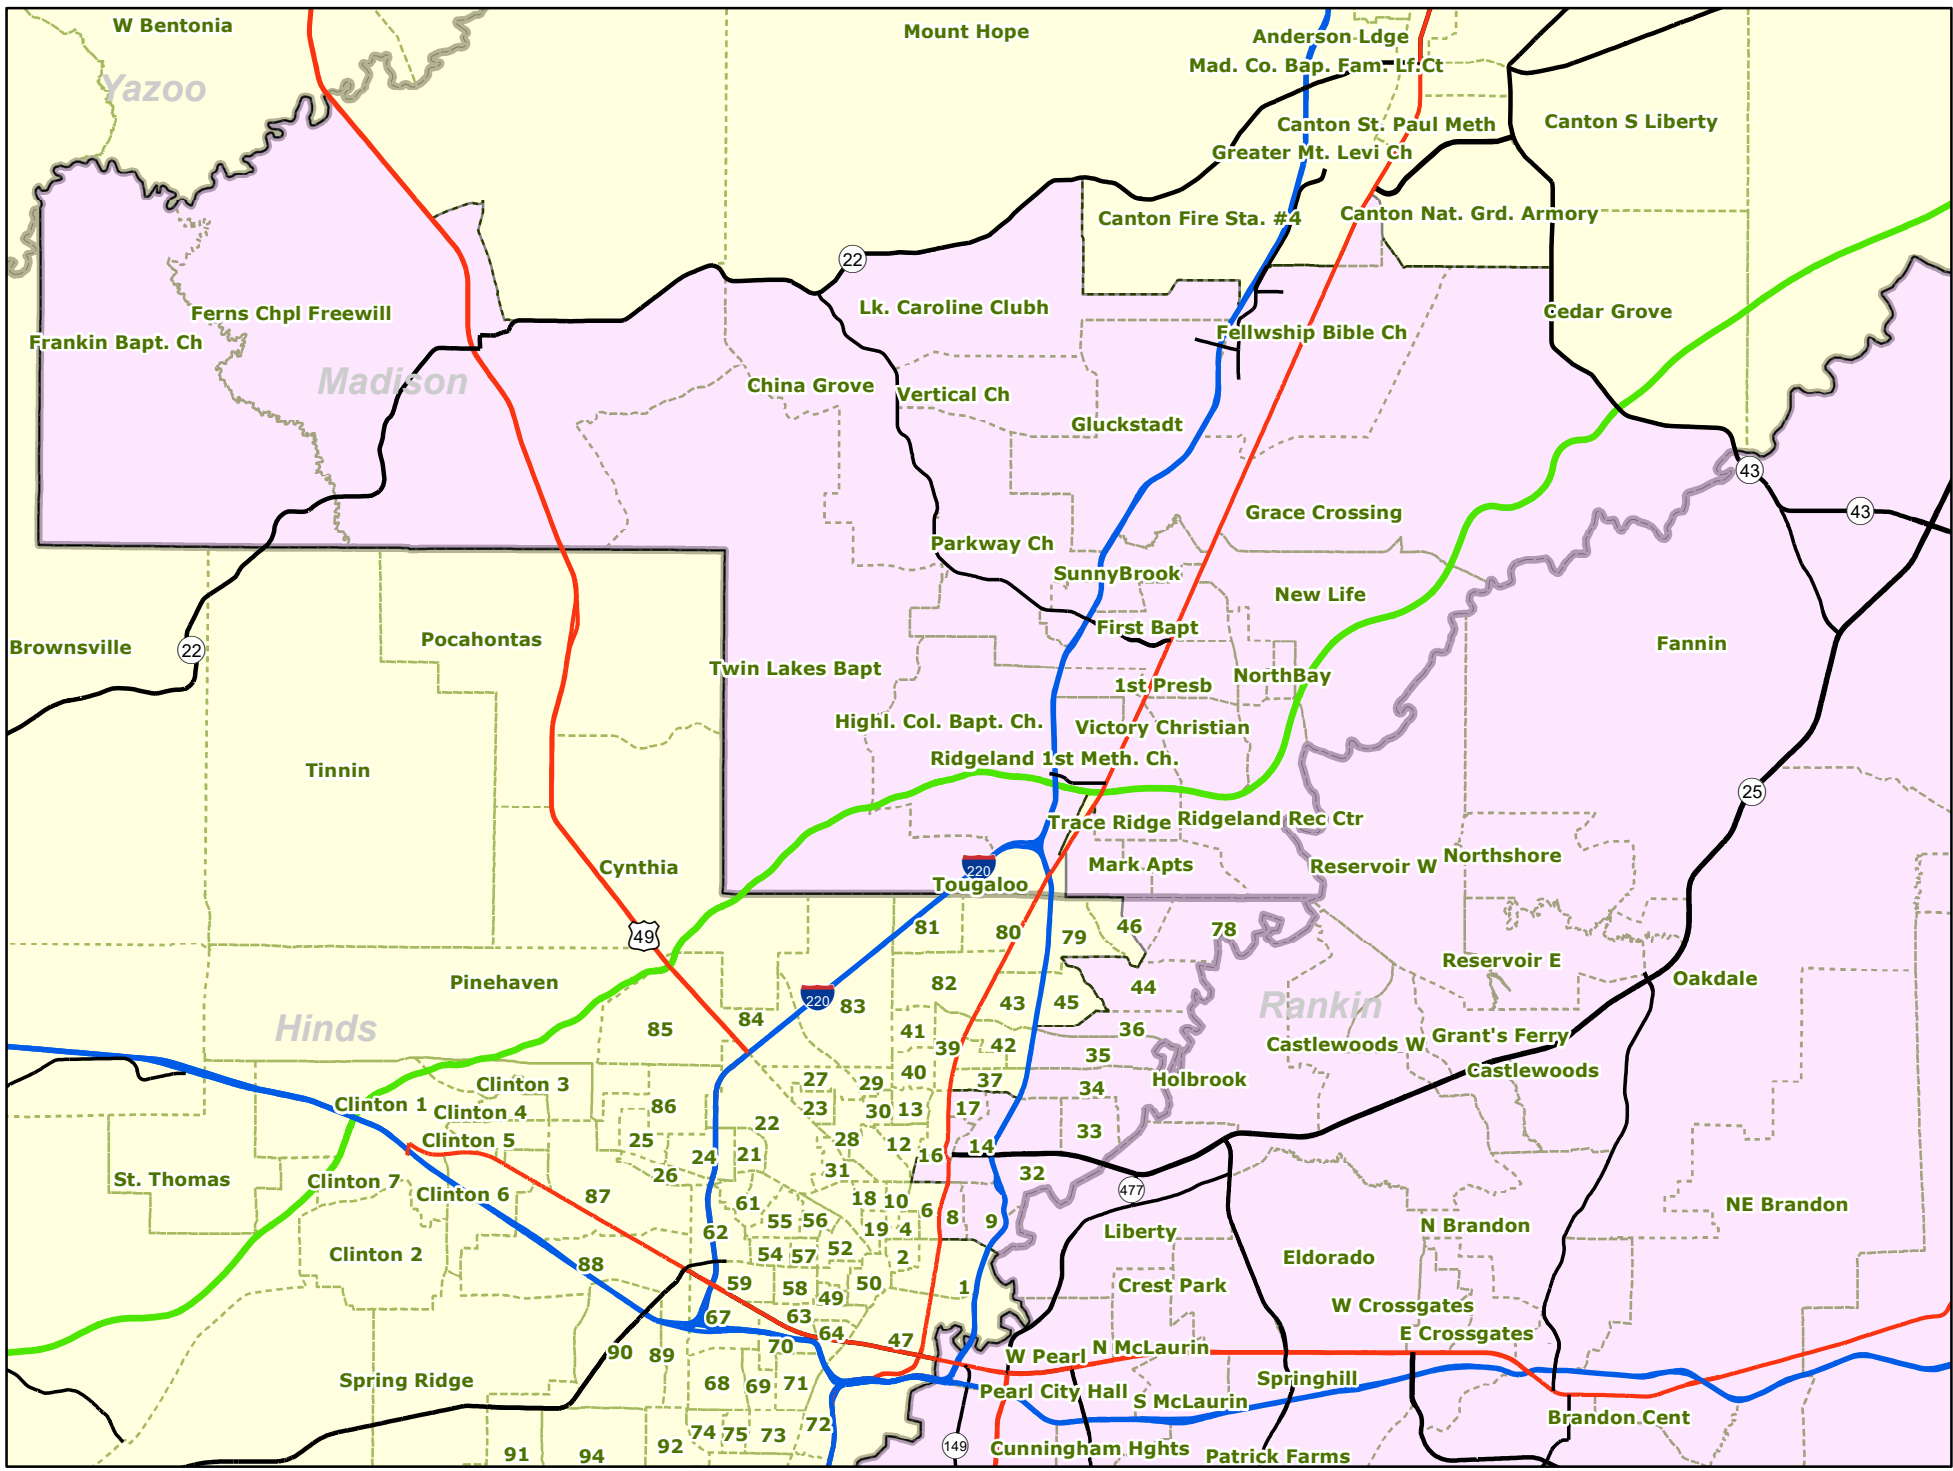 W Bentonia
Mount Hope
Anderson Ldge
Mad. Co. Bap. Fam. Lf.Ct
Yazoo
Canton St. Paul Meth
Canton S Liberty
Greater Mt. Levi Ch
Canton Fire Sta. #4
Canton Nat. Grd. Armory
22
Ferns Chpl Freewill
Lk. Caroline Clubh
Cedar Grove
Frankin Bapt. Ch
Fellwship Bible Ch
Madison
China Grove
Vertical Ch
Gluckstadt
43
43
Grace Crossing
Parkway Ch
SunnyBrook
New Life
First Bapt
Brownsville
22
Pocahontas
Fannin
Twin Lakes Bapt
1st Presb
NorthBay
Highl. Col. Bapt. Ch.
Victory Christian
Ridgeland 1st Meth. Ch.
Tinnin
25
Trace Ridge
Ridgeland Rec Ctr
Cynthia
220
Mark Apts
Reservoir W
Northshore
Tougaloo
49
81
80
79
46
78
Pinehaven
Reservoir E
Oakdale
220
83
82
43
45
44
Hinds
85
84
41
39
42
36
Rankin
Castlewoods W
Grant's Ferry
35
Castlewoods
Clinton 3
27
29
40
37
34
Holbrook
Clinton 1
Clinton 4
86
23
30
13
17
22
Clinton 5
25
28
12
14
33
24
21
16
St. Thomas
Clinton 7
26
31
32
477
Clinton 6
87
61
18
10
6
8
9
NE Brandon
55
56
19
4
62
Liberty
N Brandon
Clinton 2
54
57
52
2
Eldorado
88
59
58
49
50
1
Crest Park
67
63
W Crossgates
64
47
E Crossgates
90
89
70
W Pearl
N McLaurin
Spring Ridge
68
69
71
Pearl City Hall
Springhill
S McLaurin
72
Brandon Cent
74
75
73
92
149
Cunningham Hghts
Patrick Farms
91
94